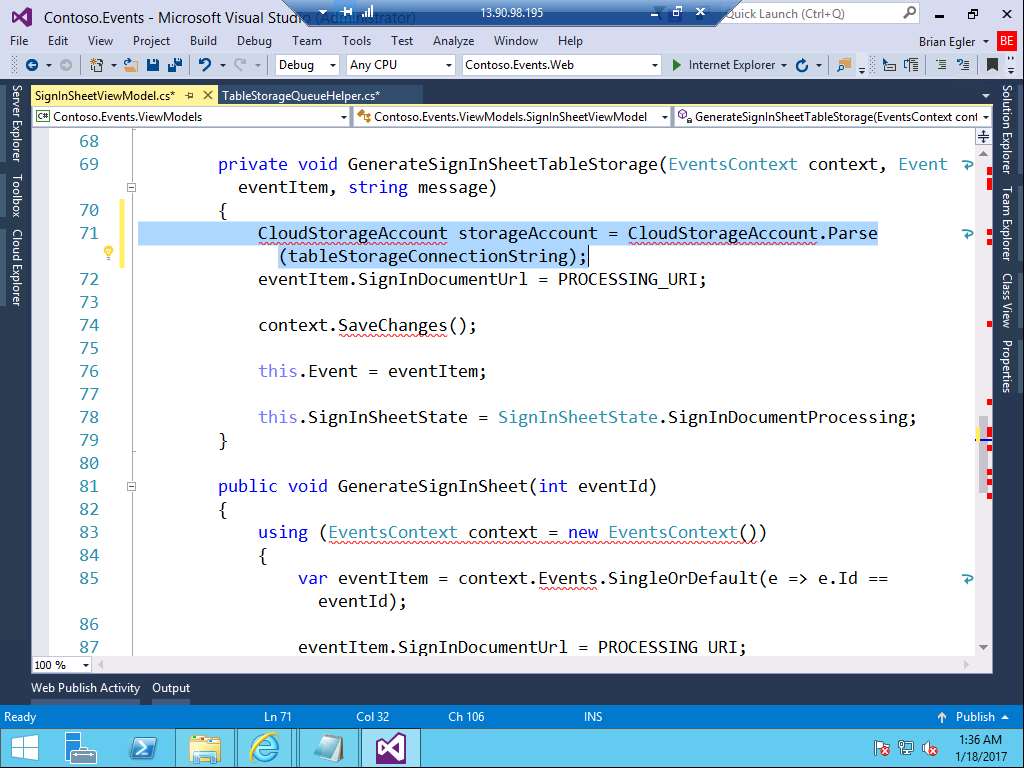 Contoso.Events - Microsoft Visual Studio (Administrator)
13.90.98.195
Quick Launch (Ctrl+Q)
File Edit View Project Build Debug Team Tools Test Analyze Window Help
Brian Egler BE
Debug Any CPU Contoso.Events.Web Internet Explorer
SignInSheetViewModel.cs* TableStorageQueueHelper.cs*
C# Contoso.Events.ViewModels Contoso.Events.ViewModels.SignInSheetViewModel GenerateSignInSheetTableStorage(EventsContext cont
Server Explorer
Toolbox
Cloud Explorer
68
69 private void GenerateSignInSheetTableStorage(EventsContext context, Event
eventItem, string message)
70 {
71 CloudStorageAccount storageAccount = CloudStorageAccount.Parse
(tableStorageConnectionString);
72 eventItem.SignInDocumentUrl = PROCESSING_URI;
73
74 context.SaveChanges();
75
76 this.Event = eventItem;
77
78 this.SignInSheetState = SignInSheetState.SignInDocumentProcessing;
79 }
80
81 public void GenerateSignInSheet(int eventId)
82 {
83 using (EventsContext context = new EventsContext())
84 {
85 var eventItem = context.Events.SingleOrDefault(e => e.Id ==
eventId);
86
87 eventItem.SignInDocumentUrl = PROCESSING_URI;
Solution Explorer
Team Explorer
Class View
Properties
100 %
Web Publish Activity Output
Ready Ln 71 Col 32 Ch 106 INS Publish
1:36 AM
1/18/2017